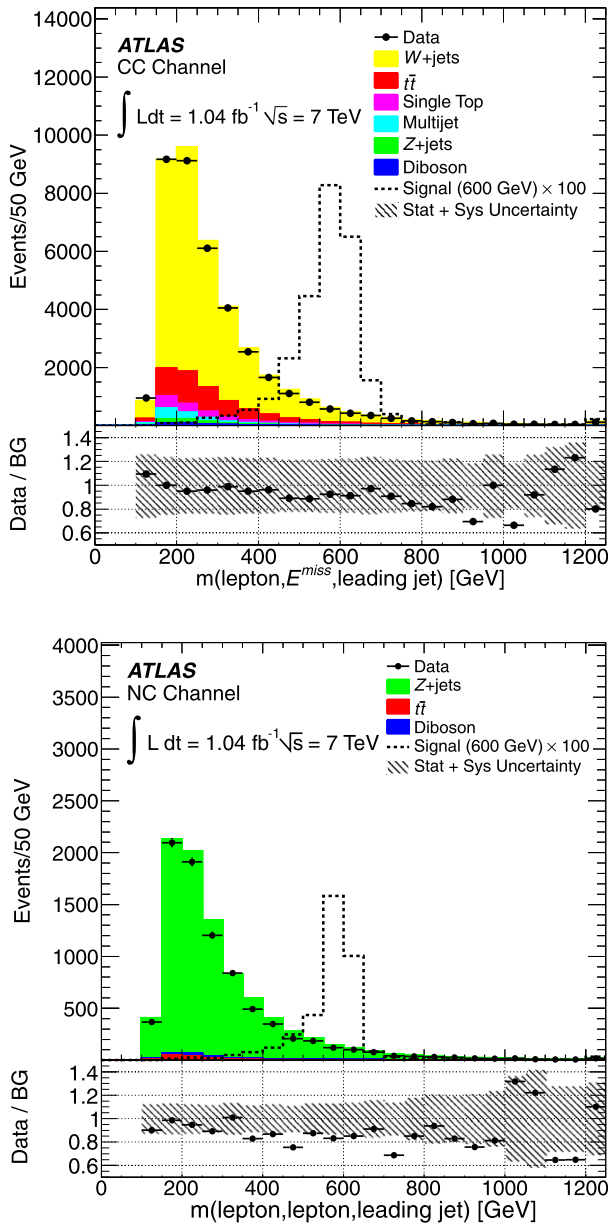 14000
12000
10000
8000
6000
4000
2000
Events/50 GeV
ATLAS
CC Channel
∫ Ldt = 1.04 fb⁻¹ √s = 7 TeV
Data
W+jets
tt̄
Single Top
Multijet
Z+jets
Diboson
Signal (600 GeV) × 100
Stat + Sys Uncertainty
1.4
1.2
1
0.8
0.6
Data / BG
0 200 400 600 800 1000 1200
m(lepton,E^miss,leading jet) [GeV]
4000
3500
3000
2500
2000
1500
1000
500
Events/50 GeV
ATLAS
NC Channel
∫ L dt = 1.04 fb⁻¹ √s = 7 TeV
Data
Z+jets
tt̄
Diboson
Signal (600 GeV) × 100
Stat + Sys Uncertainty
1.4
1.2
1
0.8
0.6
Data / BG
0 200 400 600 800 1000 1200
m(lepton,lepton,leading jet) [GeV]